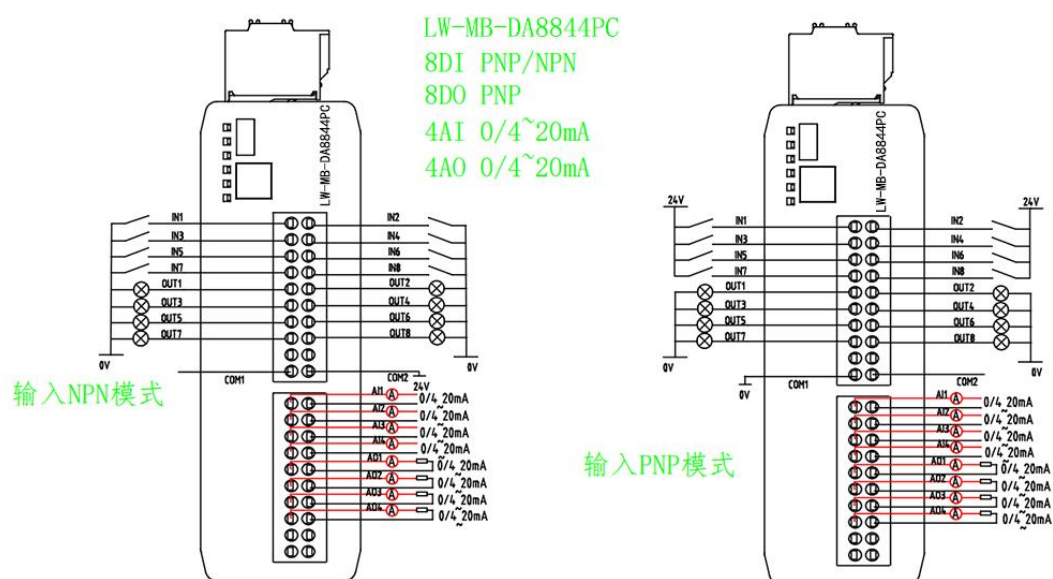 LW-MB-DA8844PC
8DI PNP/NPN
8DO PNP
4AI 0/4~20mA
4AO 0/4~20mA
LW-MB-DA8844PC
IN1
IN2
IN3
IN4
IN5
IN6
IN7
IN8
OUT1
OUT2
OUT3
OUT4
OUT5
OUT6
OUT7
OUT8
0V
0V
COM1
COM2
24V
输入NPN模式
AI1
0/4~20mA
AI2
0/4~20mA
AI3
0/4~20mA
AI4
0/4~20mA
AO1
0/4~20mA
AO2
0/4~20mA
AO3
0/4~20mA
AO4
0/4~20mA
A
A
A
A
A
A
A
A
LW-MB-DA8844PC
24V
24V
IN1
IN2
IN3
IN4
IN5
IN6
IN7
IN8
OUT1
OUT2
OUT3
OUT4
OUT5
OUT6
OUT7
OUT8
0V
0V
COM1
COM2
输入PNP模式
AI1
0/4~20mA
AI2
0/4~20mA
AI3
0/4~20mA
AI4
0/4~20mA
AO1
0/4~20mA
AO2
0/4~20mA
AO3
0/4~20mA
AO4
0/4~20mA
A
A
A
A
A
A
A
A